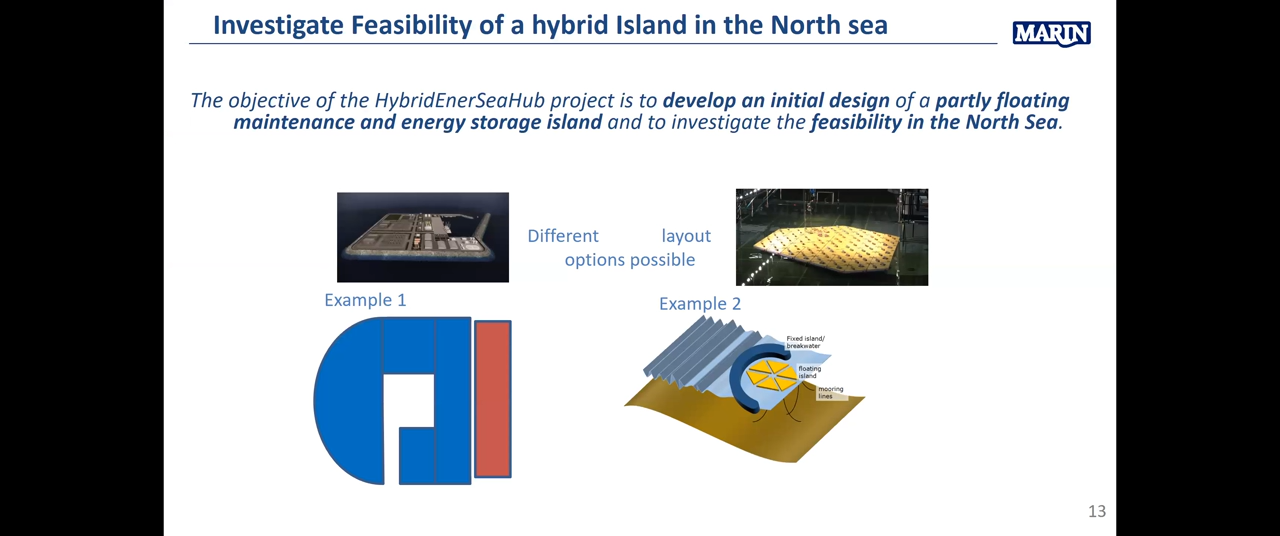 Investigate Feasibility of a hybrid Island in the North sea
MARIN
The objective of the HybridEnerSeaHub project is to develop an initial design of a partly floating
maintenance and energy storage island and to investigate the feasibility in the North Sea.
Different layout
options possible
Example 1
Example 2
Fixed island/
breakwater
floating
island
mooring
lines
13